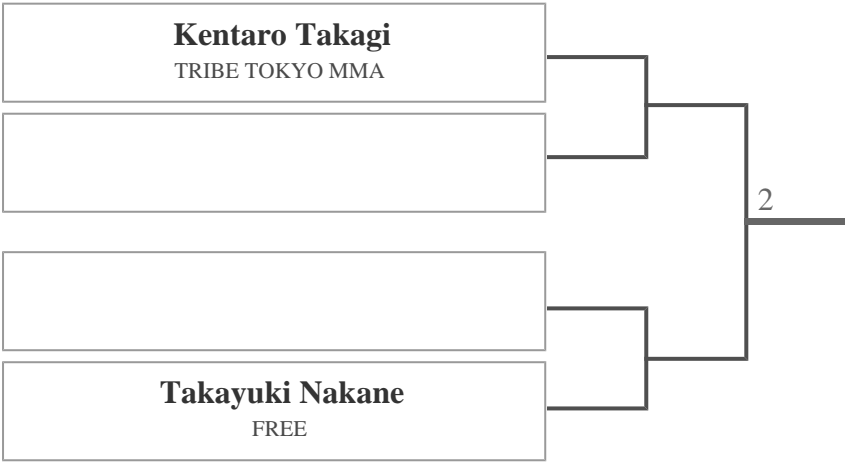 Kentaro Takagi
TRIBE TOKYO MMA
2
Takayuki Nakane
FREE